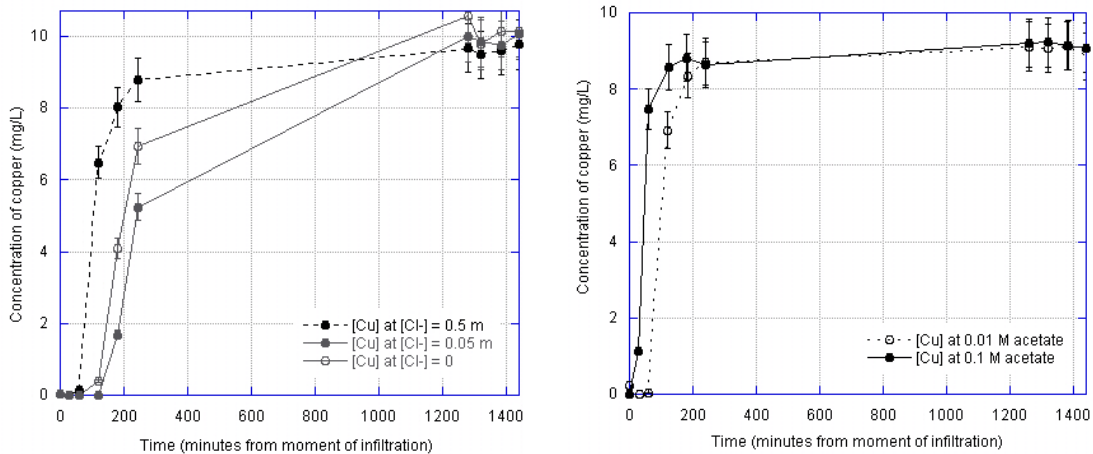 Concentration of copper (mg/L)
10
8
6
4
2
0
[Cu] at [Cl-] = 0.5 m
[Cu] at [Cl-] = 0.05 m
[Cu] at [Cl-] = 0
0 200 400 600 800 1000 1200 1400
Time (minutes from moment of infiltration)
Concentration of copper (mg/L)
10
8
6
4
2
0
[Cu] at 0.01 M acetate
[Cu] at 0.1 M acetate
0 200 400 600 800 1000 1200 1400
Time (minutes from moment of infiltration)